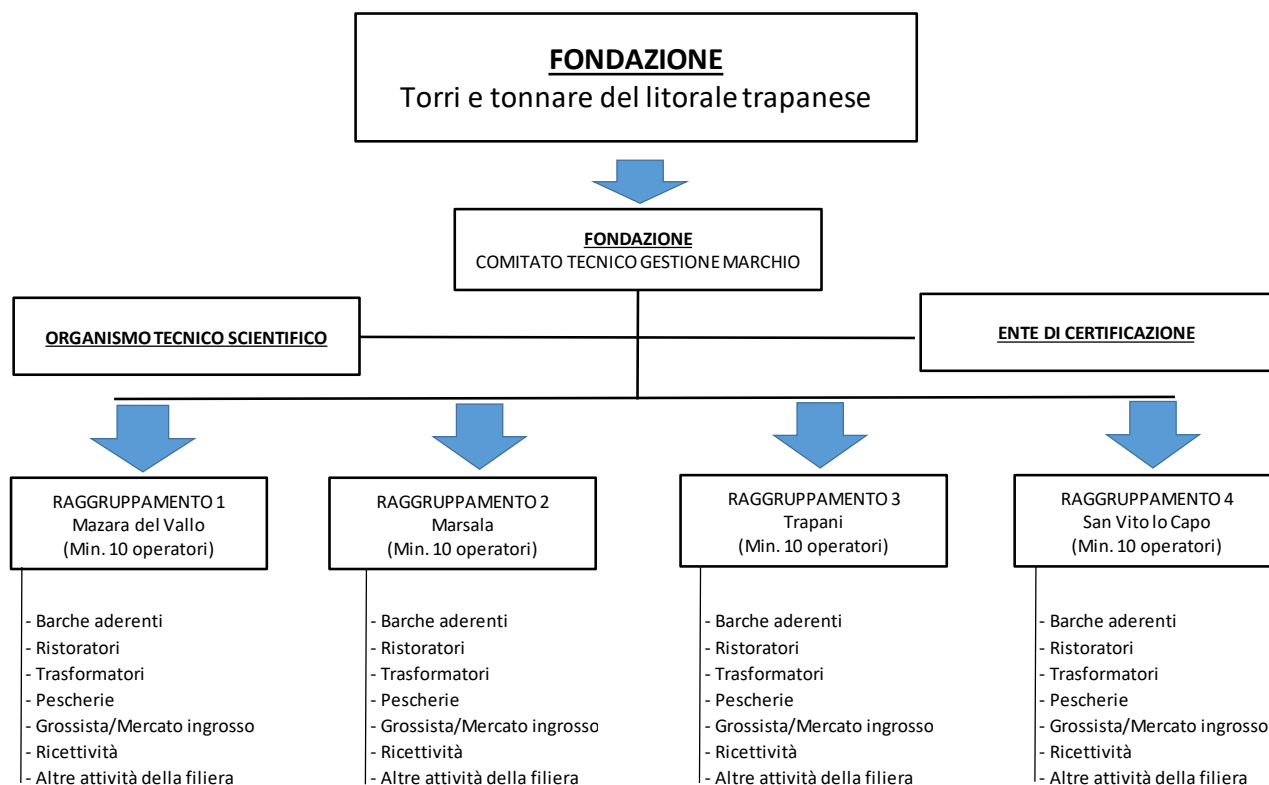 FONDAZIONE
Torri e tonnare del litorale trapanese
FONDAZIONE
COMITATO TECNICO GESTIONE MARCHIO
ORGANISMO TECNICO SCIENTIFICO
ENTE DI CERTIFICAZIONE
RAGGRUPPAMENTO 1
Mazara del Vallo
(Min. 10 operatori)
- Barche aderenti
- Ristoratori
- Trasformatori
- Pescherie
- Grossista/Mercato ingrosso
- Ricettività
- Altre attività della filiera
RAGGRUPPAMENTO 2
Marsala
(Min. 10 operatori)
- Barche aderenti
- Ristoratori
- Trasformatori
- Pescherie
- Grossista/Mercato ingrosso
- Ricettività
- Altre attività della filiera
RAGGRUPPAMENTO 3
Trapani
(Min. 10 operatori)
- Barche aderenti
- Ristoratori
- Trasformatori
- Pescherie
- Grossista/Mercato ingrosso
- Ricettività
- Altre attività della filiera
RAGGRUPPAMENTO 4
San Vito lo Capo
(Min. 10 operatori)
- Barche aderenti
- Ristoratori
- Trasformatori
- Pescherie
- Grossista/Mercato ingrosso
- Ricettività
- Altre attività della filiera